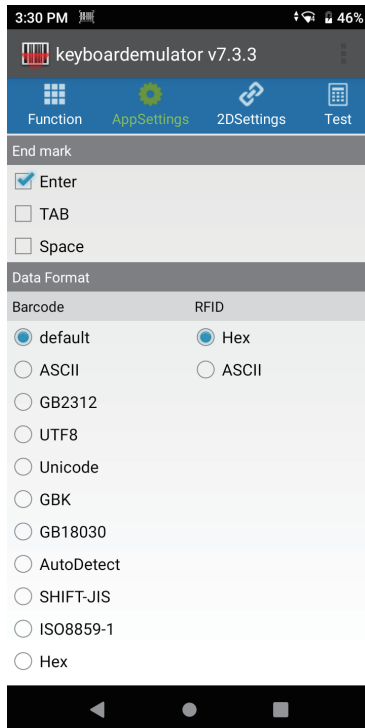 3:30 PM 46%
keyboardemulator v7.3.3
Function AppSettings 2DSettings Test
End mark
Enter
TAB
Space
Data Format
Barcode RFID
default Hex
ASCII ASCII
GB2312
UTF8
Unicode
GBK
GB18030
AutoDetect
SHIFT-JIS
ISO8859-1
Hex